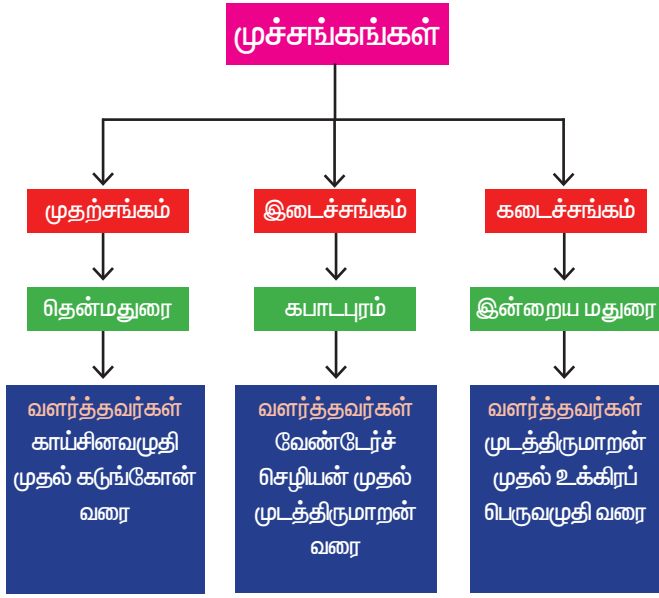 முச்சங்கங்கள்
முதற்சங்கம்
இடைச்சங்கம்
கடைச்சங்கம்
தென்மதுரை
கபாடபுரம்
இன்றைய மதுரை
வளர்த்தவர்கள்
காய்சினவழுதி
முதல் கடுங்கோன்
வரை
வளர்த்தவர்கள்
வேண்டேர்ச்
செழியன் முதல்
முடத்திருமாறன்
வரை
வளர்த்தவர்கள்
முடத்திருமாறன்
முதல் உக்கிரப்
பெருவழுதி வரை